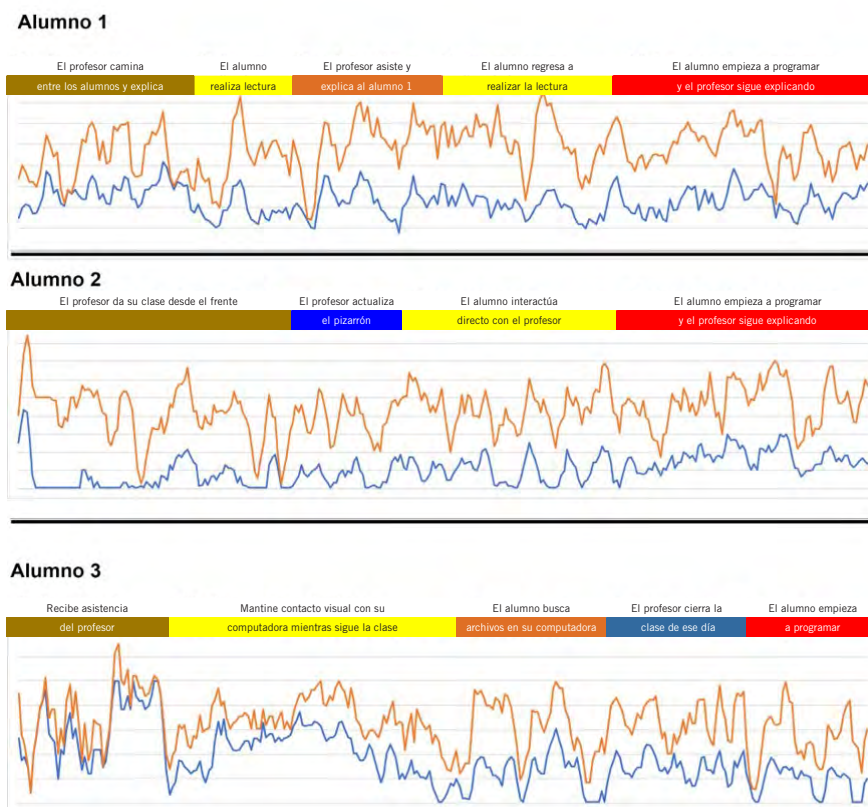 Alumno 1
El profesor camina
entre los alumnos y explica
El alumno
realiza lectura
El profesor asiste y
explica al alumno 1
El alumno regresa a
realizar la lectura
El alumno empieza a programar
y el profesor sigue explicando
Alumno 2
El profesor da su clase desde el frente
El profesor actualiza
el pizarrón
El alumno interactúa
directo con el profesor
El alumno empieza a programar
y el profesor sigue explicando
Alumno 3
Recibe asistencia
del profesor
Mantine contacto visual con su
computadora mientras sigue la clase
El alumno busca
archivos en su computadora
El profesor cierra la
clase de ese día
El alumno empieza
a programar